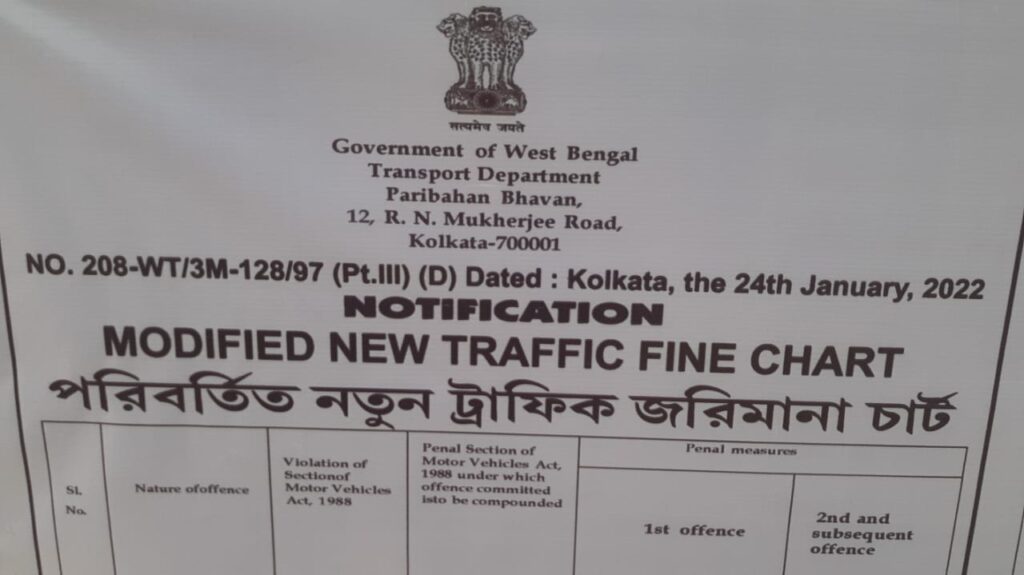 सत्यमेव जयते
Government of West Bengal
Transport Department
Paribahan Bhavan,
12, R. N. Mukherjee Road,
Kolkata-700001
NO. 208-WT/3M-128/97 (Pt.III) (D) Dated : Kolkata, the 24th January, 2022
NOTIFICATION
MODIFIED NEW TRAFFIC FINE CHART
পরিবর্তিত নতুন ট্রাফিক জরিমানা চার্ট
Sl.
No.
Nature ofoffence
Violation of
Sectionof
Motor Vehicles
Act, 1988
Penal Section of
Motor Vehicles Act,
1988 under which
offence committed
isto be compounded
Penal measures
1st offence
2nd and
subsequent
offence